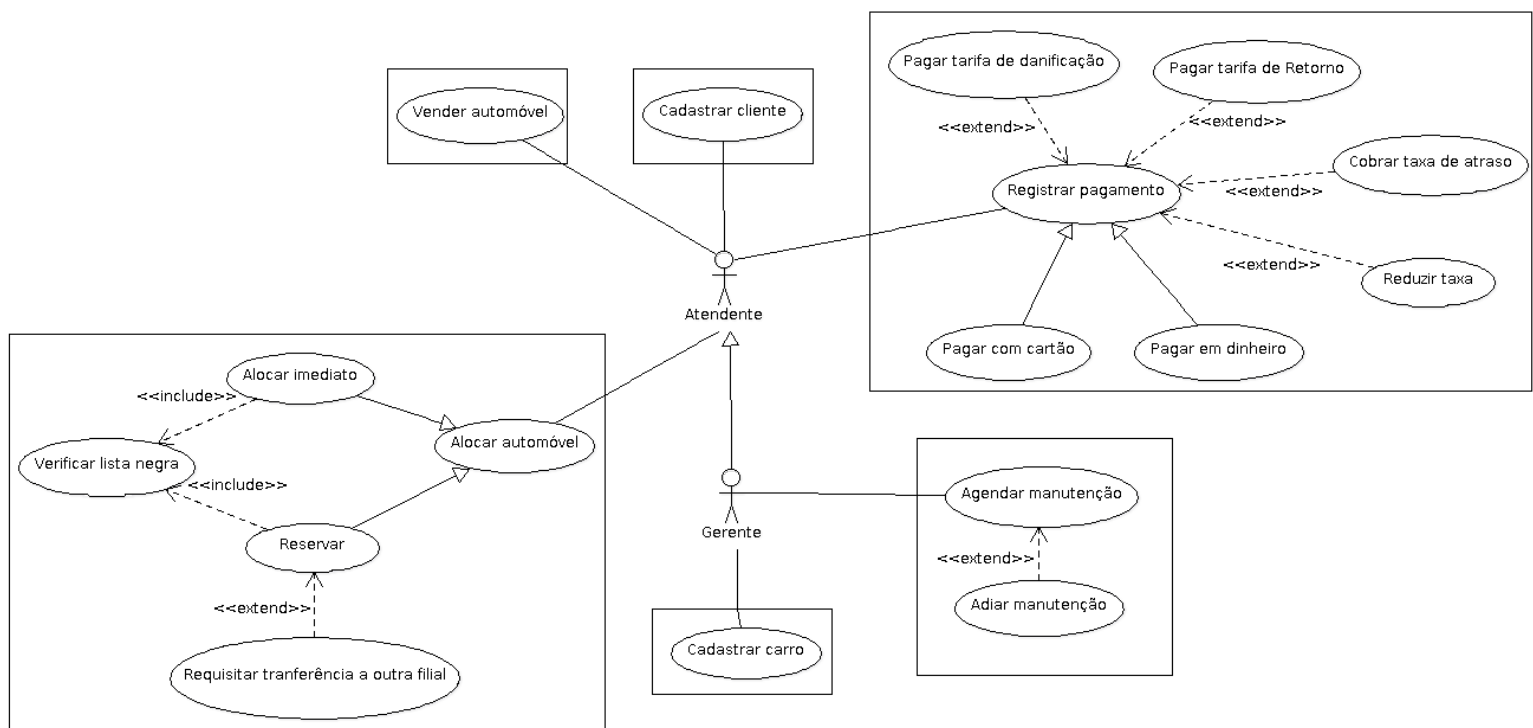 Pagar tarifa de danificação
Pagar tarifa de Retorno
Vender automóvel
Cadastrar cliente
<<extend>>
<<extend>>
Cobrar taxa de atraso
Registrar pagamento
<<extend>>
<<extend>>
Reduzir taxa
Atendente
Pagar com cartão
Pagar em dinheiro
Alocar imediato
<<include>>
Alocar automóvel
Verificar lista negra
<<include>>
Reservar
<<extend>>
Requisitar tranferência a outra filial
Gerente
Agendar manutenção
<<extend>>
Adiar manutenção
Cadastrar carro